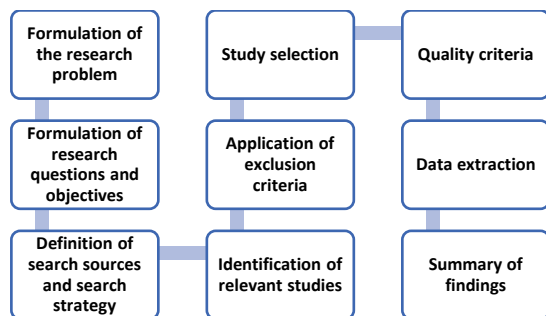 Formulation of
the research
problem
Formulation of
research
questions and
objectives
Definition of
search sources
and search
strategy
Identification of
relevant studies
Application of
exclusion
criteria
Study selection
Quality criteria
Data extraction
Summary of
findings